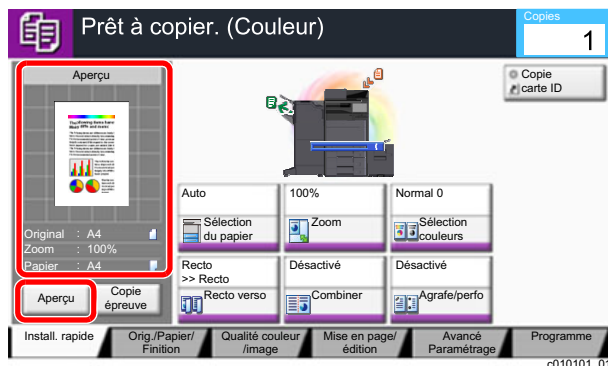 Prêt à copier. (Couleur)
Copies
1
Aperçu
Original : A4
Zoom : 100%
Papier : A4
Aperçu
Copie
épreuve
Copie
carte ID
Auto
Sélection
du papier
100%
Zoom
Normal 0
Sélection
couleurs
Recto
>> Recto
Recto verso
Désactivé
Combiner
Désactivé
Agrafe/perfo
Install. rapide
Orig./Papier/
Finition
Qualité couleur
/image
Mise en page/
édition
Avancé
Paramétrage
Programme
c010101_01